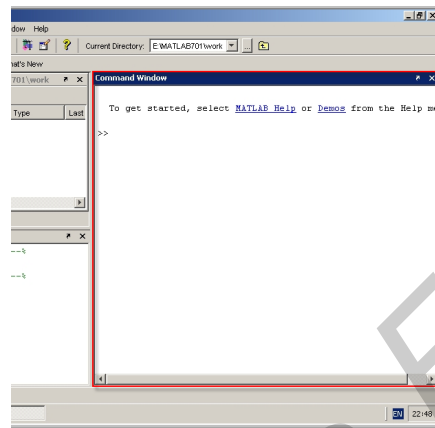 dow Help
Current Directory: E:\MATLAB701\work ...
hat's New
701\work
Command Window
Type Last
To get started, select MATLAB Help or Demos from the Help me
>>
--%
--%
EN 22:48